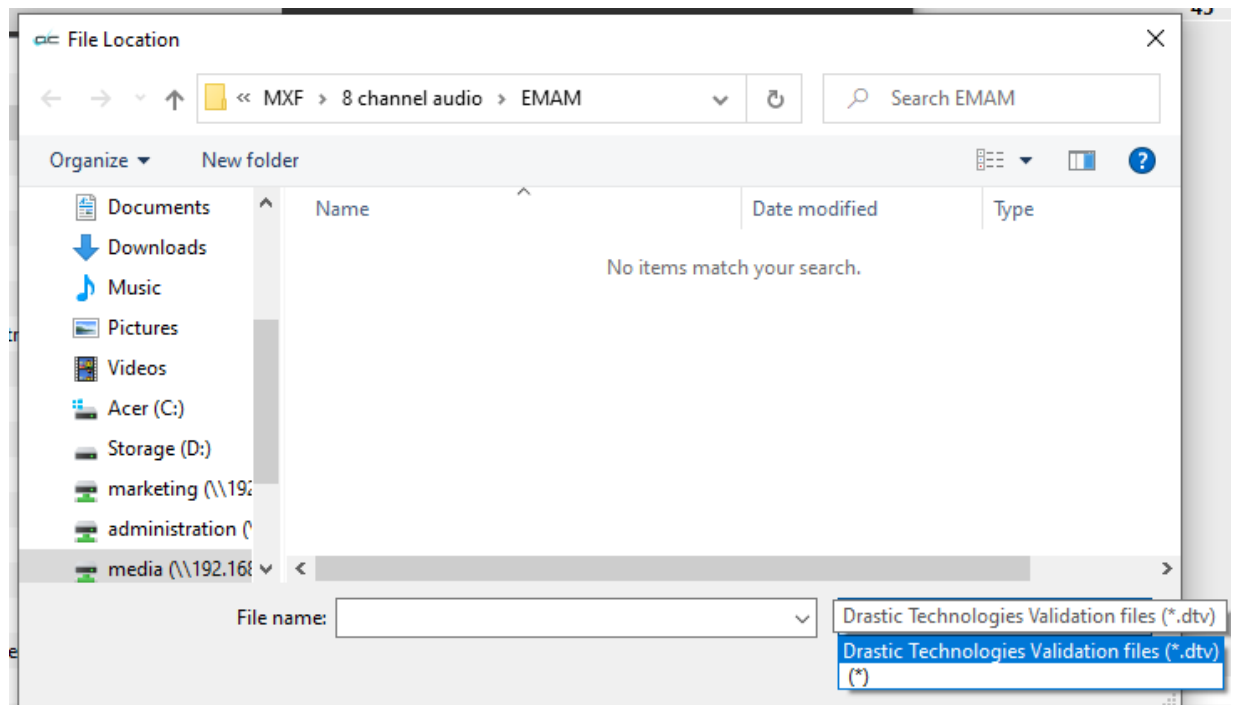 45
File Location
« MXF > 8 channel audio > EMAM
Search EMAM
Organize
New folder
?
Name
Date modified
Type
No items match your search.
Documents
Downloads
Music
Pictures
Videos
Acer (C:)
Storage (D:)
marketing (\\192
administration (\
media (\\192.168
File name:
Drastic Technologies Validation files (*.dtv)
Drastic Technologies Validation files (*.dtv)
(*)